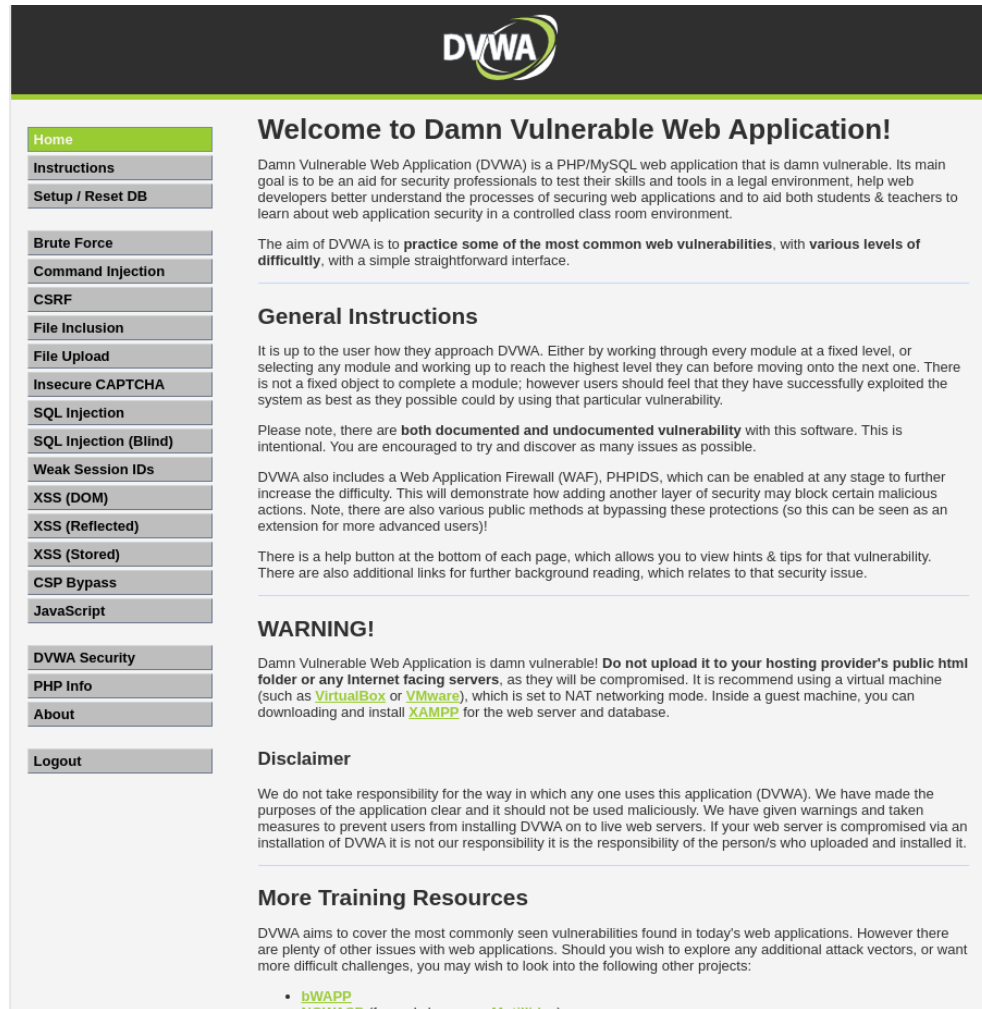 DVWA
Home
Instructions
Setup / Reset DB
Brute Force
Command Injection
CSRF
File Inclusion
File Upload
Insecure CAPTCHA
SQL Injection
SQL Injection (Blind)
Weak Session IDs
XSS (DOM)
XSS (Reflected)
XSS (Stored)
CSP Bypass
JavaScript
DVWA Security
PHP Info
About
Logout
Welcome to Damn Vulnerable Web Application!
Damn Vulnerable Web Application (DVWA) is a PHP/MySQL web application that is damn vulnerable. Its main
goal is to be an aid for security professionals to test their skills and tools in a legal environment, help web
developers better understand the processes of securing web applications and to aid both students & teachers to
learn about web application security in a controlled class room environment.
The aim of DVWA is to practice some of the most common web vulnerabilities, with various levels of
difficultly, with a simple straightforward interface.
General Instructions
It is up to the user how they approach DVWA. Either by working through every module at a fixed level, or
selecting any module and working up to reach the highest level they can before moving onto the next one. There
is not a fixed object to complete a module; however users should feel that they have successfully exploited the
system as best as they possible could by using that particular vulnerability.
Please note, there are both documented and undocumented vulnerability with this software. This is
intentional. You are encouraged to try and discover as many issues as possible.
DVWA also includes a Web Application Firewall (WAF), PHPIDS, which can be enabled at any stage to further
increase the difficulty. This will demonstrate how adding another layer of security may block certain malicious
actions. Note, there are also various public methods at bypassing these protections (so this can be seen as an
extension for more advanced users)!
There is a help button at the bottom of each page, which allows you to view hints & tips for that vulnerability.
There are also additional links for further background reading, which relates to that security issue.
WARNING!
Damn Vulnerable Web Application is damn vulnerable! Do not upload it to your hosting provider's public html
folder or any Internet facing servers, as they will be compromised. It is recommend using a virtual machine
(such as VirtualBox or VMware), which is set to NAT networking mode. Inside a guest machine, you can
downloading and install XAMPP for the web server and database.
Disclaimer
We do not take responsibility for the way in which any one uses this application (DVWA). We have made the
purposes of the application clear and it should not be used maliciously. We have given warnings and taken
measures to prevent users from installing DVWA on to live web servers. If your web server is compromised via an
installation of DVWA it is not our responsibility it is the responsibility of the person/s who uploaded and installed it.
More Training Resources
DVWA aims to cover the most commonly seen vulnerabilities found in today's web applications. However there
are plenty of other issues with web applications. Should you wish to explore any additional attack vectors, or want
more difficult challenges, you may wish to look into the following other projects:
• bWAPP